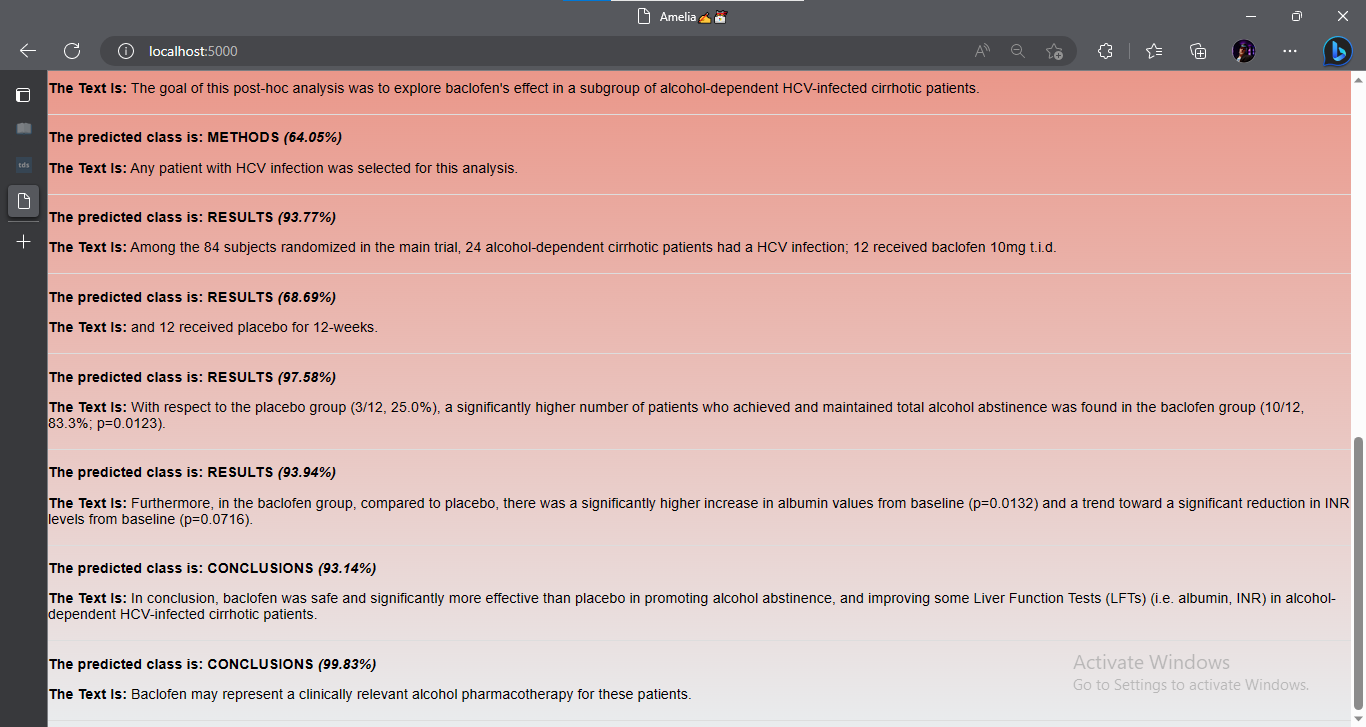 Amelia ✍️ 👩🏻‍⚕️
localhost:5000
tds
The Text Is: The goal of this post-hoc analysis was to explore baclofen's effect in a subgroup of alcohol-dependent HCV-infected cirrhotic patients.
The predicted class is: METHODS (64.05%)
The Text Is: Any patient with HCV infection was selected for this analysis.
The predicted class is: RESULTS (93.77%)
The Text Is: Among the 84 subjects randomized in the main trial, 24 alcohol-dependent cirrhotic patients had a HCV infection; 12 received baclofen 10mg t.i.d.
The predicted class is: RESULTS (68.69%)
The Text Is: and 12 received placebo for 12-weeks.
The predicted class is: RESULTS (97.58%)
The Text Is: With respect to the placebo group (3/12, 25.0%), a significantly higher number of patients who achieved and maintained total alcohol abstinence was found in the baclofen group (10/12,
83.3%; p=0.0123).
The predicted class is: RESULTS (93.94%)
The Text Is: Furthermore, in the baclofen group, compared to placebo, there was a significantly higher increase in albumin values from baseline (p=0.0132) and a trend toward a significant reduction in INR
levels from baseline (p=0.0716).
The predicted class is: CONCLUSIONS (93.14%)
The Text Is: In conclusion, baclofen was safe and significantly more effective than placebo in promoting alcohol abstinence, and improving some Liver Function Tests (LFTs) (i.e. albumin, INR) in alcohol-
dependent HCV-infected cirrhotic patients.
The predicted class is: CONCLUSIONS (99.83%)
The Text Is: Baclofen may represent a clinically relevant alcohol pharmacotherapy for these patients.
Activate Windows
Go to Settings to activate Windows.